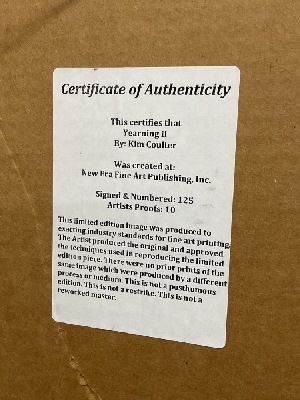 Certificate of Authenticity
This certifies that
Yearning II
By: Kim Coulter
Was created at:
New Era Fine Art Publishing, Inc.
Signed & Numbered: 125
Artists Proofs: 10
This limited edition image was produced to
exacting industry standards for fine art printing.
The Artist produced the original and approved
the techniques used in reproducing the limited
edition piece. There were no prior prints of the
same image which were produced by a different
process or medium. This is not a posthumous
edition. This is not a restrike. This is not a
reworked master.